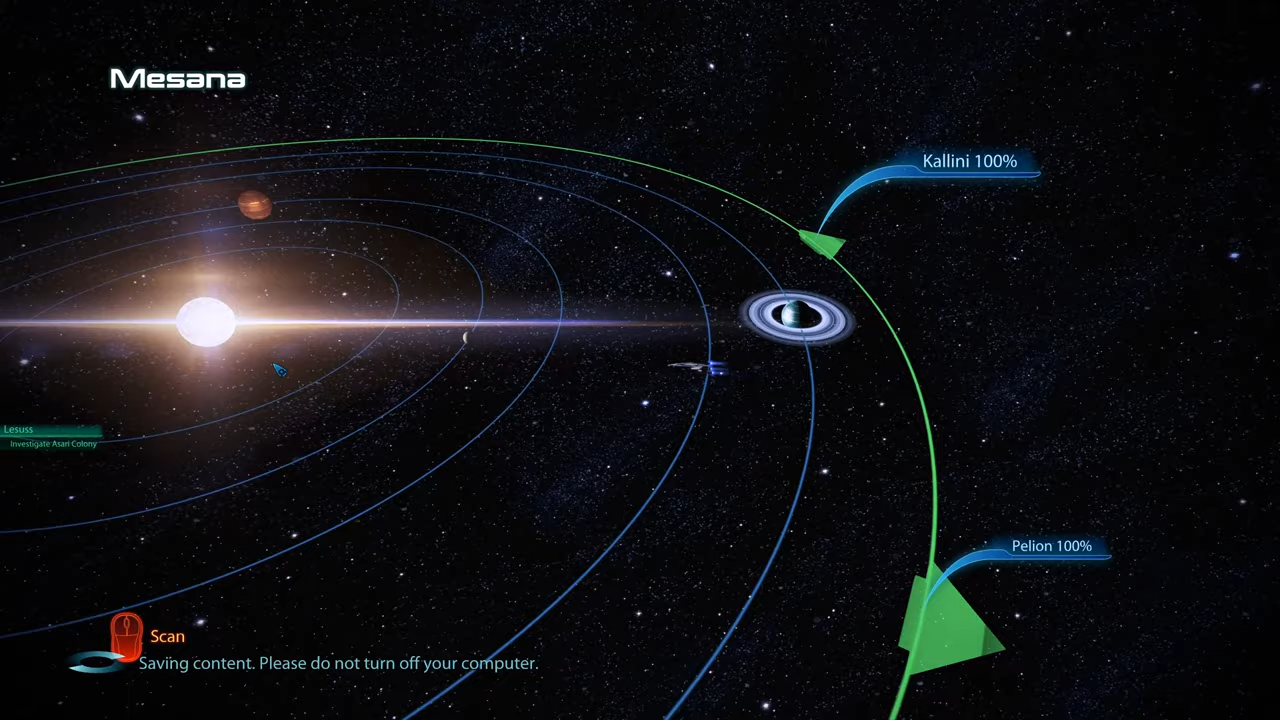 Mesana
Kallini 100%
Lesuss
Investigate Asari Colony
Pelion 100%
Scan
Saving content. Please do not turn off your computer.